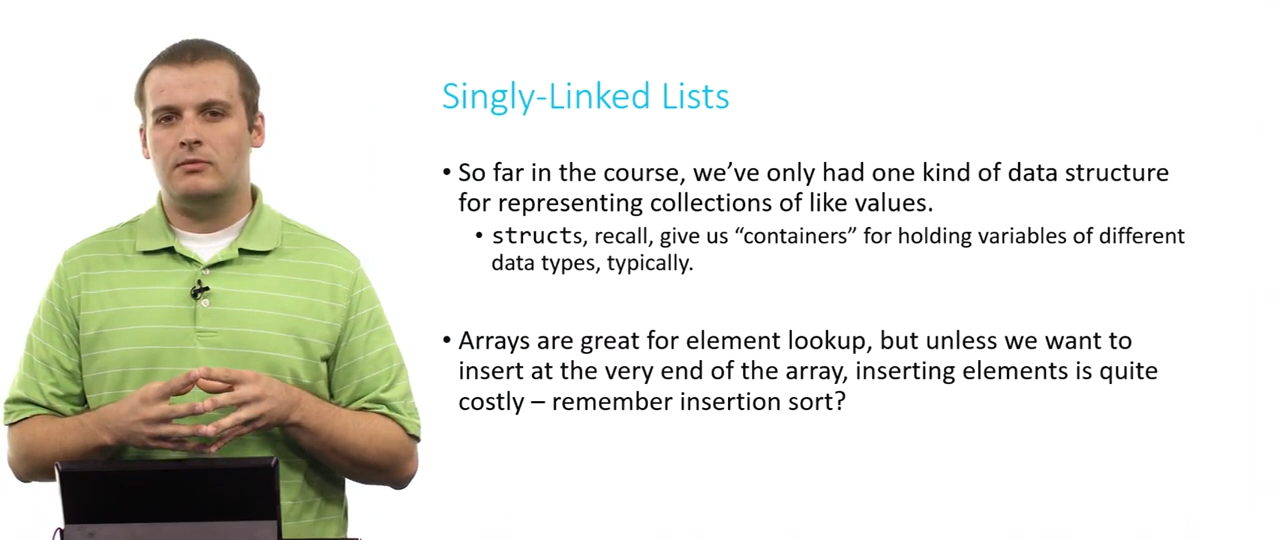 Singly-Linked Lists
• So far in the course, we’ve only had one kind of data structure
for representing collections of like values.
• structs, recall, give us “containers” for holding variables of different
data types, typically.
• Arrays are great for element lookup, but unless we want to
insert at the very end of the array, inserting elements is quite
costly – remember insertion sort?